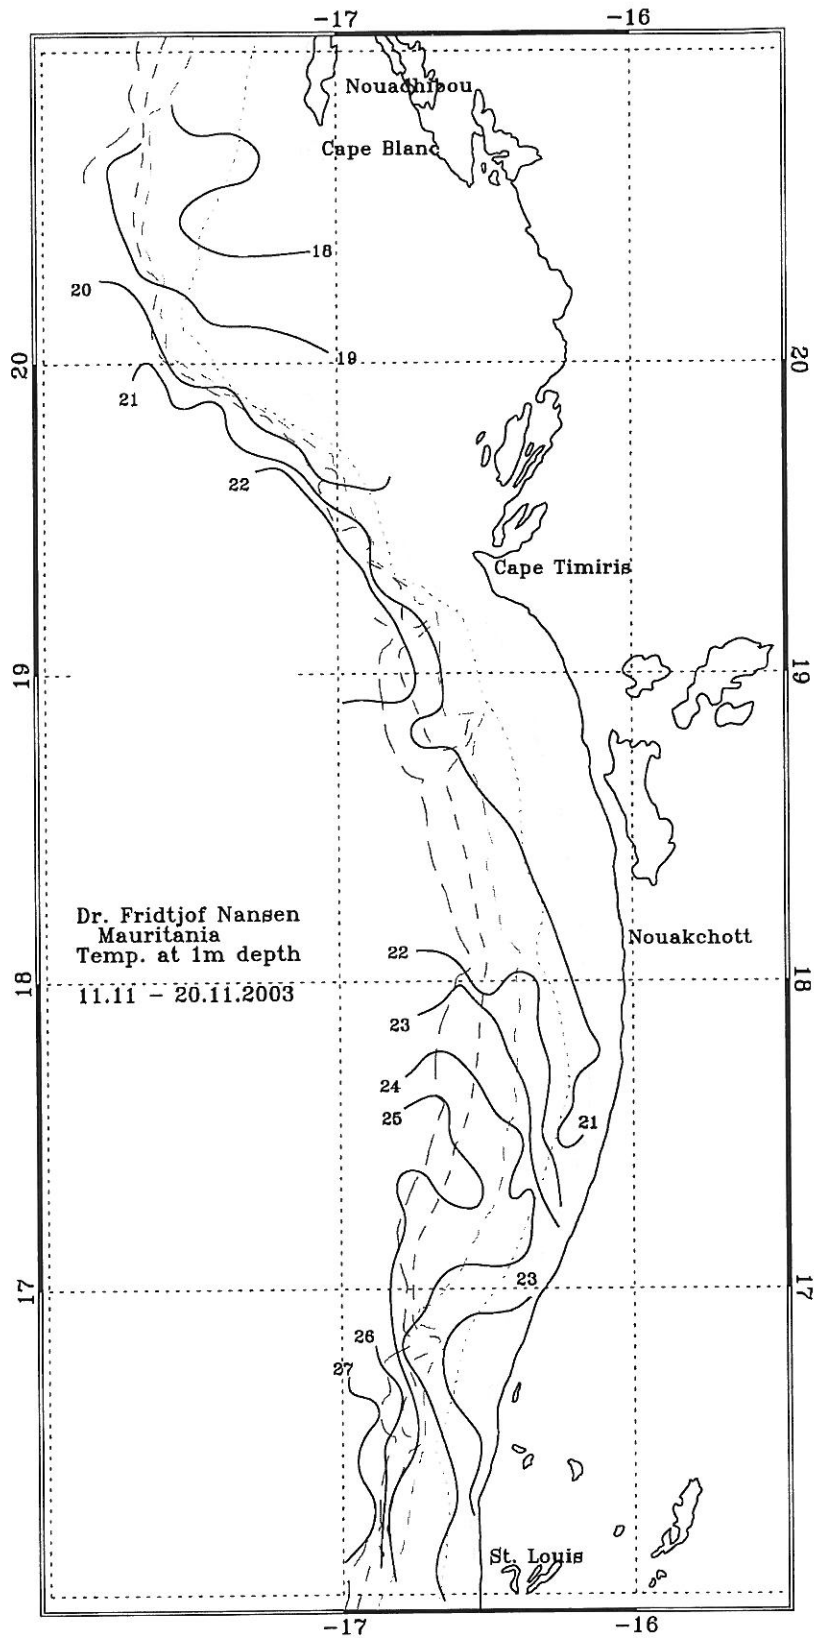 -17
-16
Nouadhibou
Cape Blanc
18
20
19
20
20
21
22
Cape Timiris
19
19
Dr. Fridtjof Nansen
Mauritania
Temp. at 1m depth
11.11 - 20.11.2003
Nouakchott
22
18
18
23
24
25
21
23
17
17
26
27
St. Louis
-17
-16